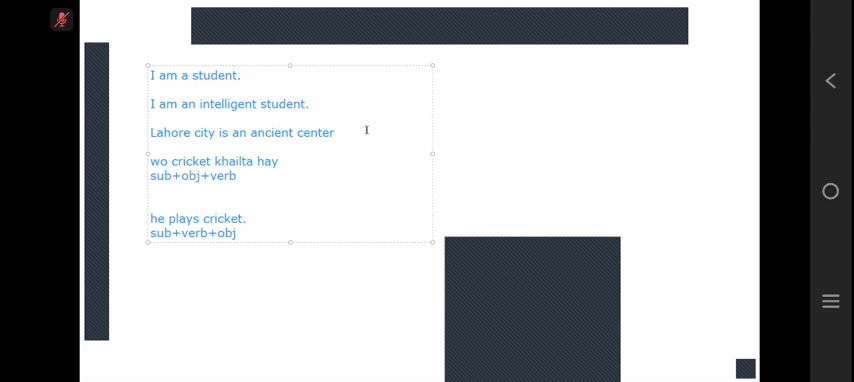 I am a student.
I am an intelligent student.
Lahore city is an ancient center
wo cricket khailta hay
sub+obj+verb
he plays cricket.
sub+verb+obj